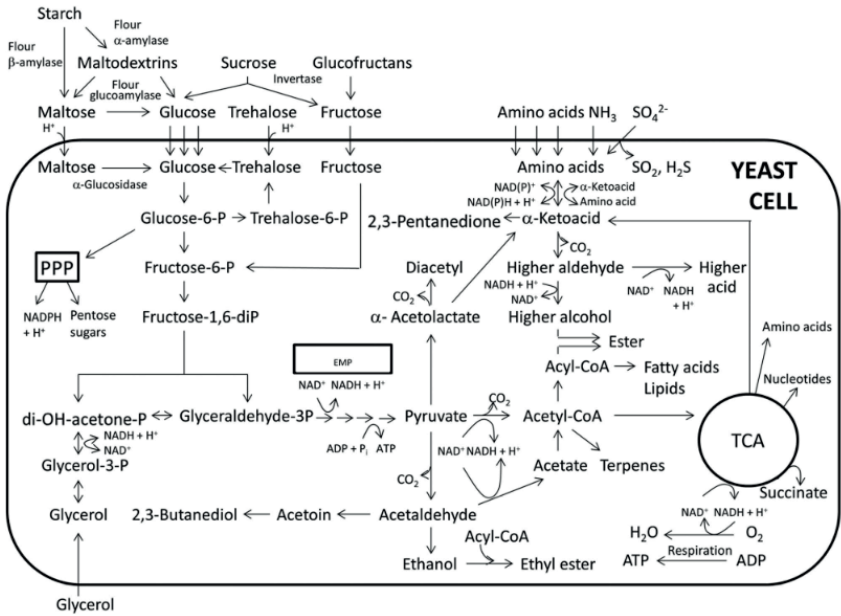 Starch
Flour
α-amylase
Flour
β-amylase
Maltodextrins
Sucrose
Glucofructans
Invertase
Flour
glucoamylase
Maltose
Glucose
Trehalose
Fructose
Amino acids NH₃
SO₄²⁻
H⁺
H⁺
Maltose
Glucose
Trehalose
Fructose
Amino acids
SO₂, H₂S
YEAST
CELL
α-Glucosidase
NAD(P)⁺
α-Ketoacid
NAD(P)H + H⁺
Amino acid
Glucose-6-P
Trehalose-6-P
2,3-Pentanedione
α-Ketoacid
CO₂
PPP
Fructose-6-P
Diacetyl
Higher aldehyde
Higher
acid
NADH + H⁺
NAD⁺
NAD⁺
NADH
+ H⁺
CO₂
NADPH
+ H⁺
Pentose
sugars
Fructose-1,6-diP
α- Acetolactate
Higher alcohol
Ester
Amino acids
EMP
Acyl-CoA
Fatty acids
Lipids
NAD⁺ NADH + H⁺
Nucleotides
CO₂
di-OH-acetone-P
Glyceraldehyde-3P
Pyruvate
Acetyl-CoA
TCA
NADH + H⁺
NAD⁺
ADP + Pᵢ
ATP
NAD⁺ NADH + H⁺
Glycerol-3-P
CO₂
Acetate
Terpenes
Succinate
Glycerol
2,3-Butanediol
Acetoin
Acetaldehyde
NAD⁺ NADH + H⁺
H₂O
O₂
Acyl-CoA
Respiration
Ethanol
Ethyl ester
ATP
ADP
Glycerol